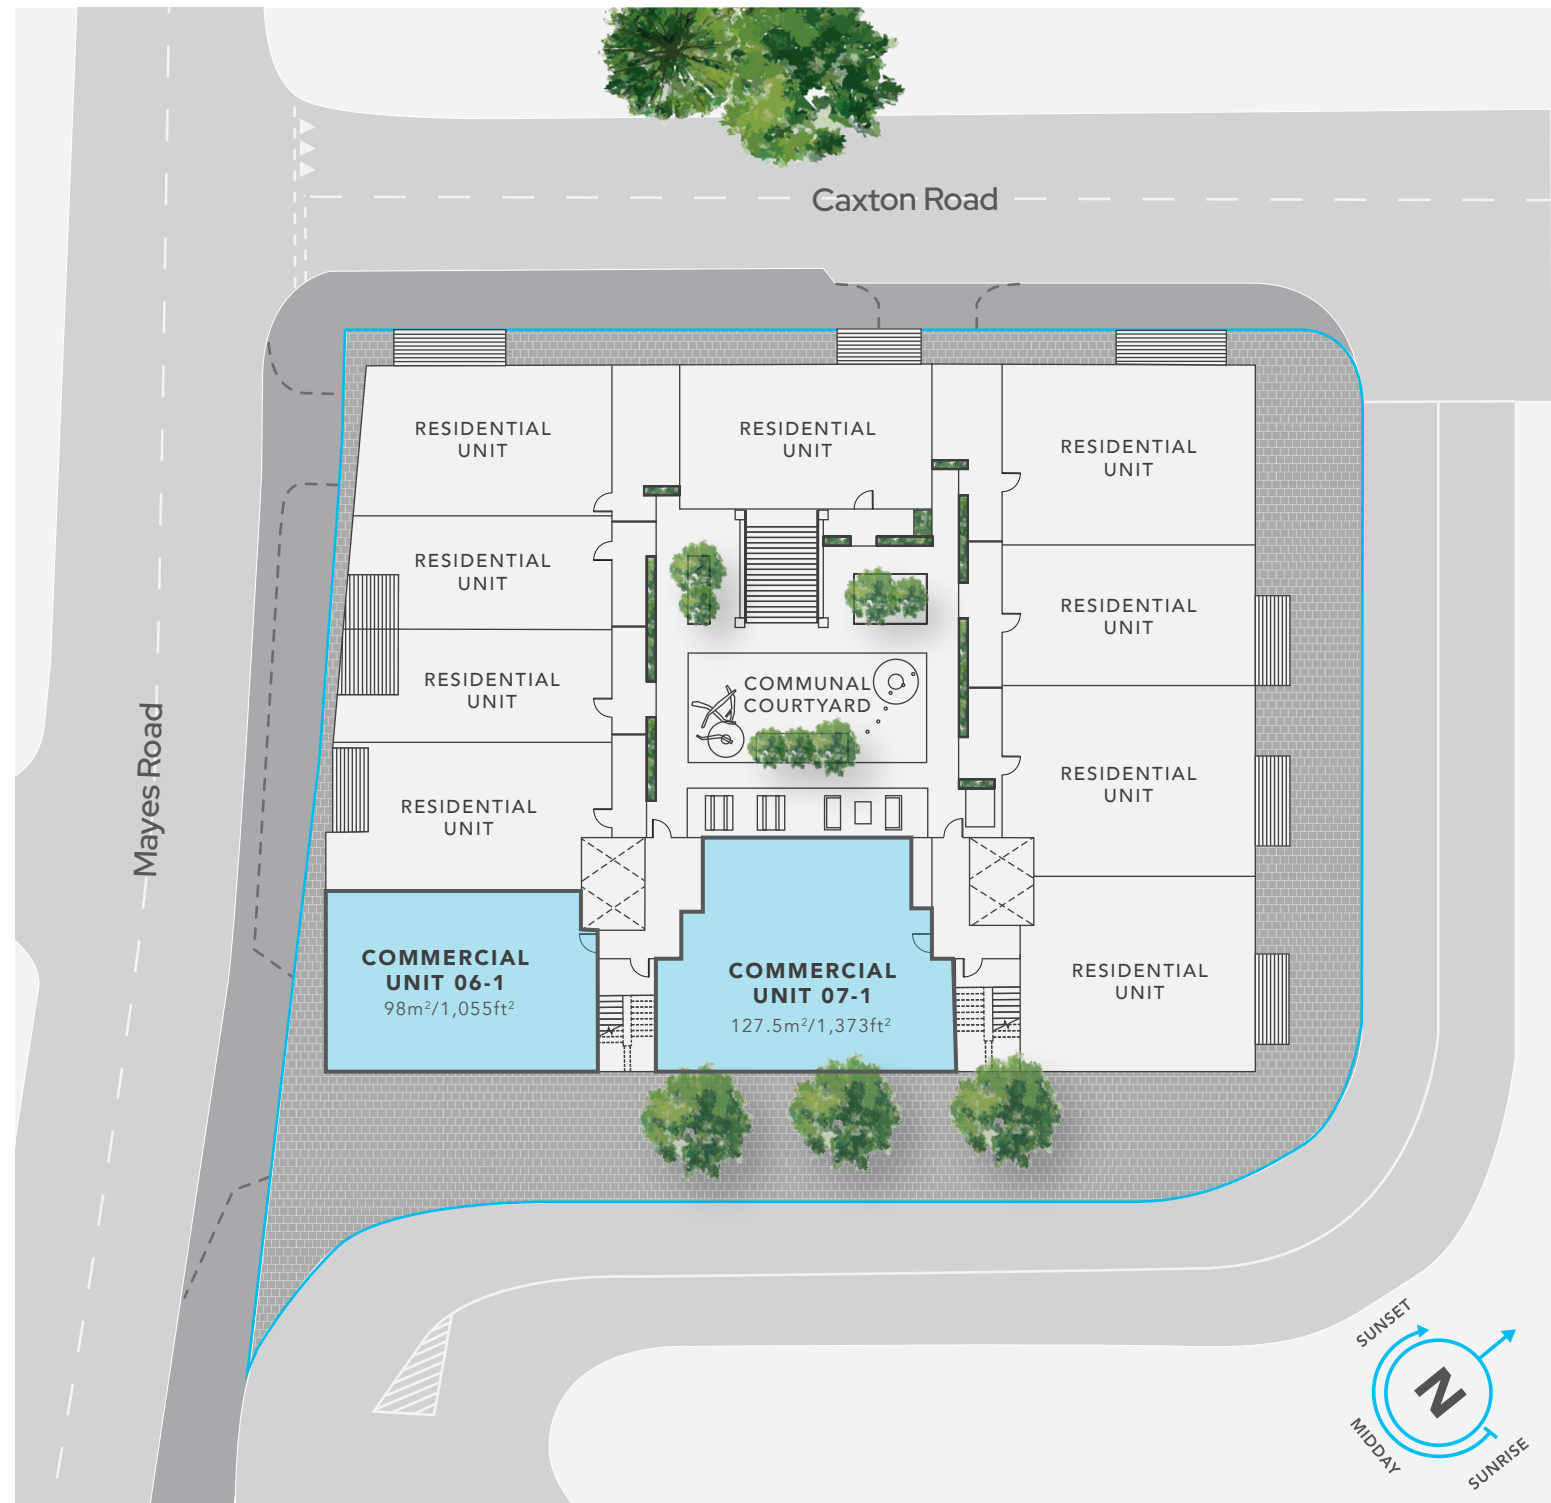 Caxton Road
RESIDENTIAL
UNIT
RESIDENTIAL
UNIT
RESIDENTIAL
UNIT
RESIDENTIAL
UNIT
RESIDENTIAL
UNIT
RESIDENTIAL
UNIT
COMMUNAL
COURTYARD
RESIDENTIAL
UNIT
RESIDENTIAL
UNIT
RESIDENTIAL
UNIT
Mayes Road
COMMERCIAL
UNIT 06-1
98m²/1,055ft²
COMMERCIAL
UNIT 07-1
127.5m²/1,373ft²
RESIDENTIAL
UNIT
SUNSET
N
MIDDAY
SUNRISE